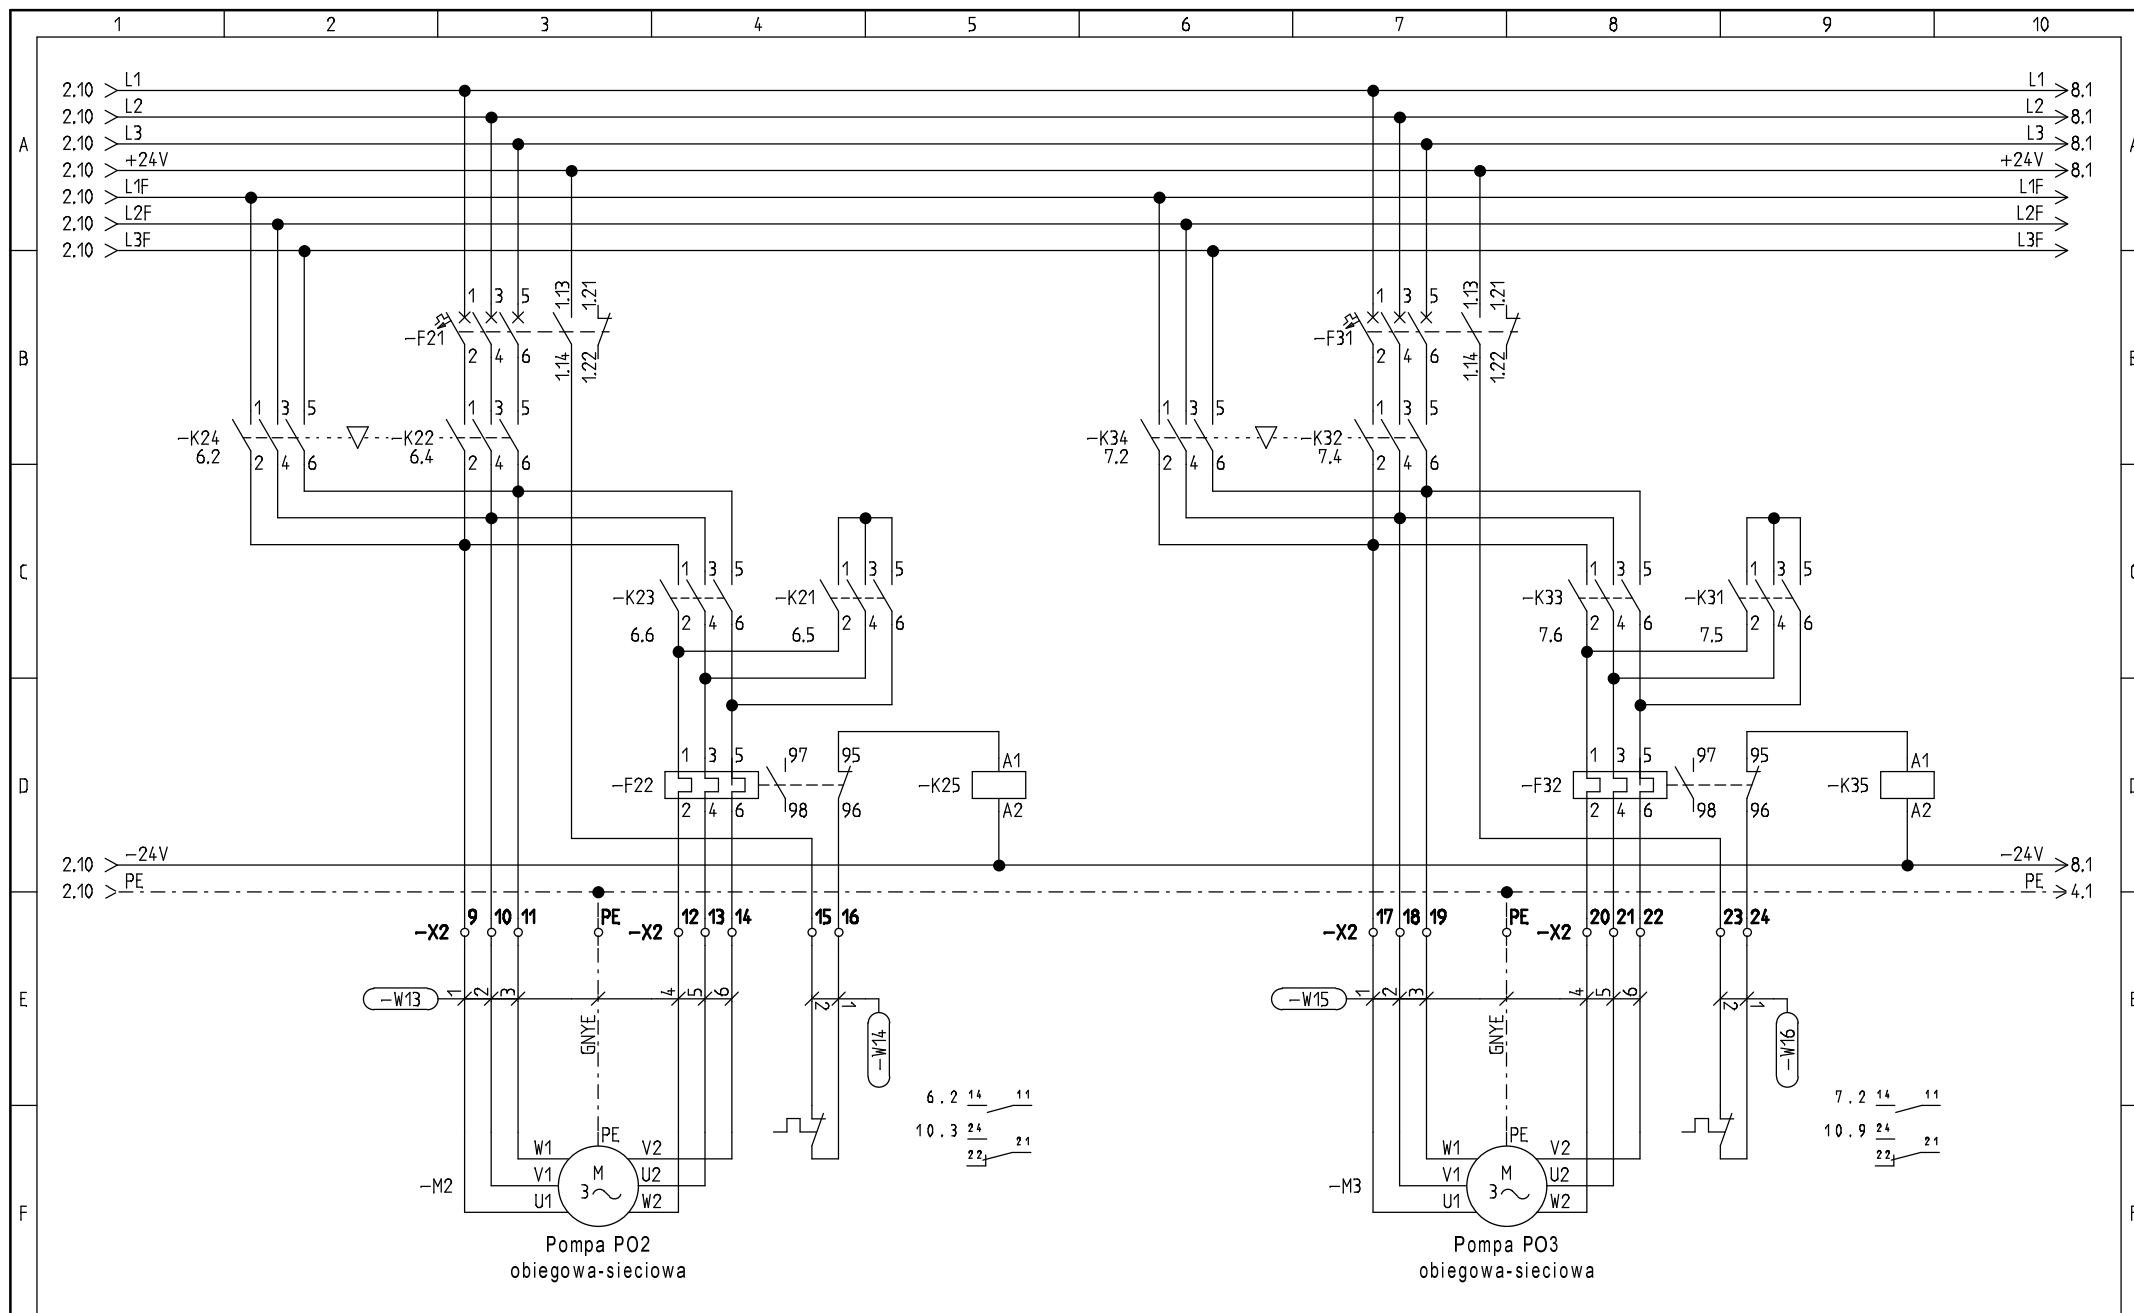 1 2 3 4 5 6 7 8 9 10
2.10 L1 L1 8.1
2.10 L2 L2 8.1
A 2.10 L3 L3 8.1
2.10 +24V +24V 8.1
2.10 L1F L1F
2.10 L2F L2F
2.10 L3F L3F
1 3 5 1.13 1.21 1 3 5 1.13 1.21
-F21 -F31
B 2 4 6 1.14 1.22 2 4 6 1.14 1.22
1 3 5 1 3 5 1 3 5 1 3 5
-K24 -K22 -K34 -K32
6.2 6.4 7.2 7.4
2 4 6 2 4 6 2 4 6 2 4 6
C 1 3 5 1 3 5 1 3 5 1 3 5
-K23 -K21 -K33 -K31
2 4 6 2 4 6 2 4 6 2 4 6
6.6 6.5 7.6 7.5
1 3 5 97 95 A1 1 3 5 97 95 A1
D -F22 -K25 -F32 -K35
2 4 6 98 96 A2 2 4 6 98 96 A2
2.10 -24V -24V 8.1
2.10 PE PE 4.1
9 10 11 PE 12 13 14 15 16 17 18 19 PE 20 21 22 23 24
-X2 -X2 -X2 -X2
E -W13 1 2 3 4 5 6 2 1 -W15 1 2 3 4 5 6 2 1
GNYE -W14 GNYE -W16
6.2 14 11 7.2 14 11
10.3 24 21 10.9 24 21
22 22
PE PE
W1 V2 W1 V2
V1 M U2 V1 M U2
-M2 3 -M3 3
U1 W2 U1 W2
F
Pompa PO2 Pompa PO3
obiegowa-sieciowa obiegowa-sieciowa